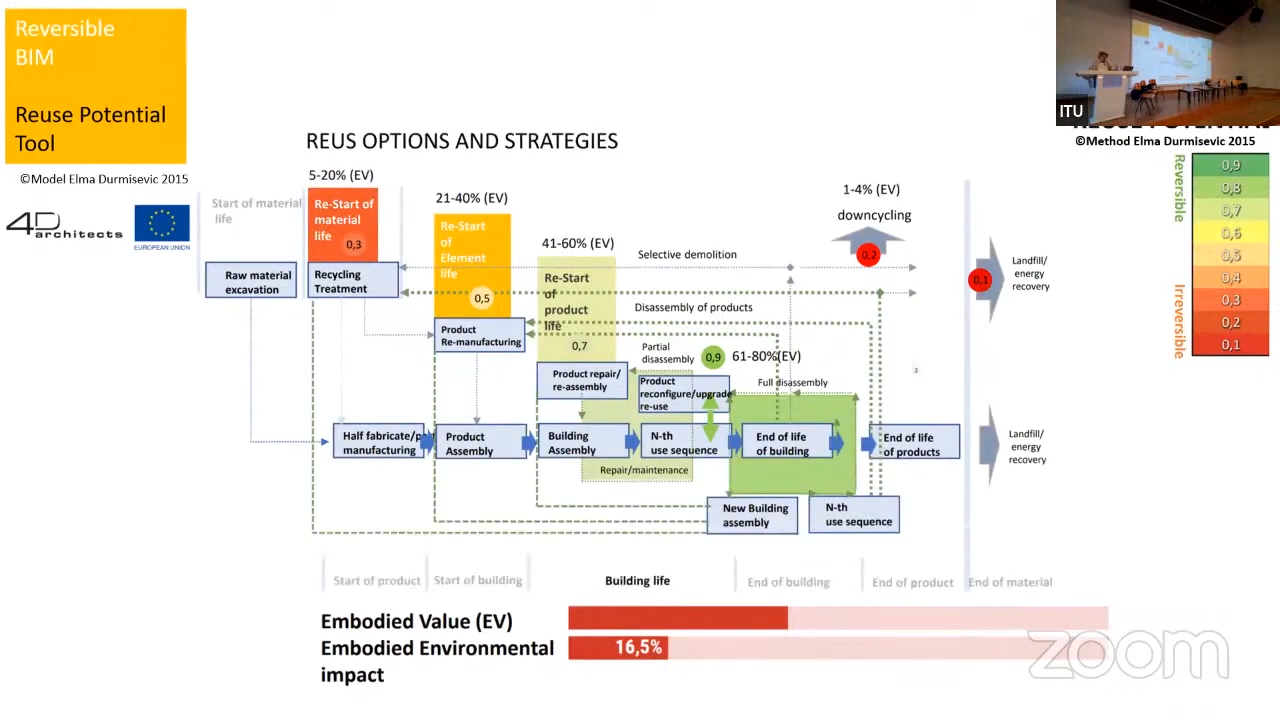 Reversible
BIM
Reuse Potential
Tool
©Model Elma Durmisevic 2015
4D architects
EUROPEAN UNION
ITU
©Method Elma Durmisevic 2015
Reversible
Irreversible
0,9
0,8
0,7
0,6
0,5
0,4
0,3
0,2
0,1
REUS OPTIONS AND STRATEGIES
5-20% (EV)
21-40% (EV)
41-60% (EV)
1-4% (EV)
downcycling
0,2
Start of material
life
Re-Start of
material
life
0,3
Re-Start
of
Element
life
0,5
Re-Start
of
product
life
0,7
Selective demolition
Disassembly of products
Partial
disassembly
0,9
61-80%(EV)
Full disassembly
0,1
Landfill/
energy
recovery
2
Raw material
excavation
Recycling
Treatment
Product
Re-manufacturing
Product repair/
re-assembly
Product
reconfigure/upgrade
re-use
Half fabricate/
manufacturing
Product
Assembly
Building
Assembly
N-th
use sequence
End of life
of building
End of life
of products
Landfill/
energy
recovery
Repair/maintenance
New Building
assembly
N-th
use sequence
Start of product
Start of building
Building life
End of building
End of product
End of material
Embodied Value (EV)
Embodied Environmental
impact
16,5%
zoom